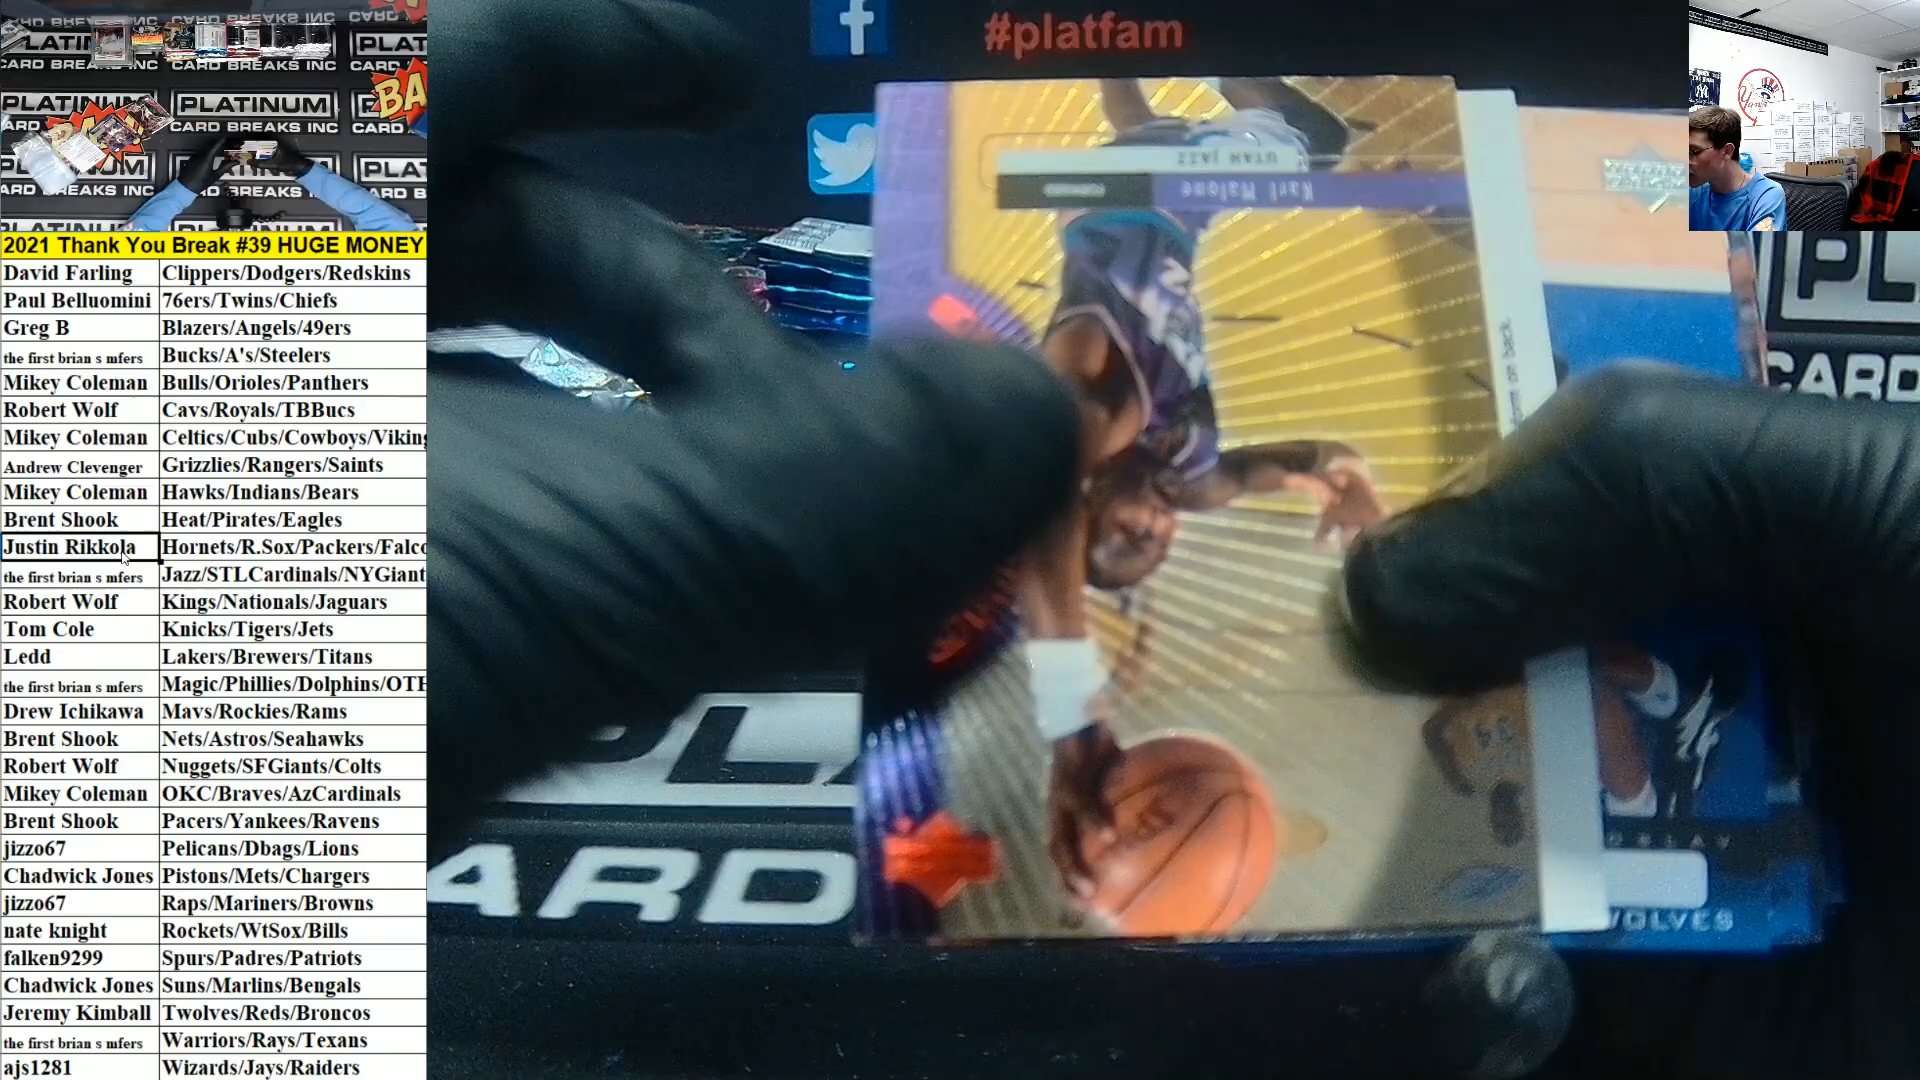 PLATINUM
CARD BREAKS INC
PLATINUM
CARD BREAKS INC
#platfam
UTAH JAZZ
Karl Malone
FORWARD
WOLVES
2021 Thank You Break #39 HUGE MONEY
David Farling Clippers/Dodgers/Redskins
Paul Belluomini 76ers/Twins/Chiefs
Greg B Blazers/Angels/49ers
the first brian s mfers Bucks/A's/Steelers
Mikey Coleman Bulls/Orioles/Panthers
Robert Wolf Cavs/Royals/TBBucs
Mikey Coleman Celtics/Cubs/Cowboys/Viking
Andrew Clevenger Grizzlies/Rangers/Saints
Mikey Coleman Hawks/Indians/Bears
Brent Shook Heat/Pirates/Eagles
Justin Rikkola Hornets/R.Sox/Packers/Falco
the first brian s mfers Jazz/STLCardinals/NYGiant
Robert Wolf Kings/Nationals/Jaguars
Tom Cole Knicks/Tigers/Jets
Ledd Lakers/Brewers/Titans
the first brian s mfers Magic/Phillies/Dolphins/OTH
Drew Ichikawa Mavs/Rockies/Rams
Brent Shook Nets/Astros/Seahawks
Robert Wolf Nuggets/SFGiants/Colts
Mikey Coleman OKC/Braves/AzCardinals
Brent Shook Pacers/Yankees/Ravens
jizzo67 Pelicans/Dbags/Lions
Chadwick Jones Pistons/Mets/Chargers
jizzo67 Raps/Mariners/Browns
nate knight Rockets/WtSox/Bills
falken9299 Spurs/Padres/Patriots
Chadwick Jones Suns/Marlins/Bengals
Jeremy Kimball Twolves/Reds/Broncos
the first brian s mfers Warriors/Rays/Texans
ajs1281 Wizards/Jays/Raiders